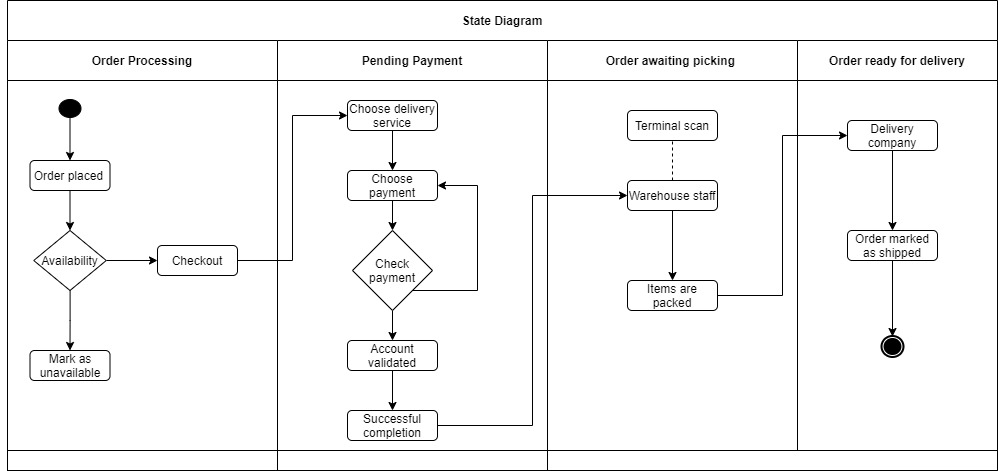 State Diagram
Order Processing
Pending Payment
Order awaiting picking
Order ready for delivery
Order placed
Availability
Checkout
Mark as
unavailable
Choose delivery
service
Choose
payment
Check
payment
Account
validated
Successful
completion
Terminal scan
Warehouse staff
Items are
packed
Delivery
company
Order marked
as shipped